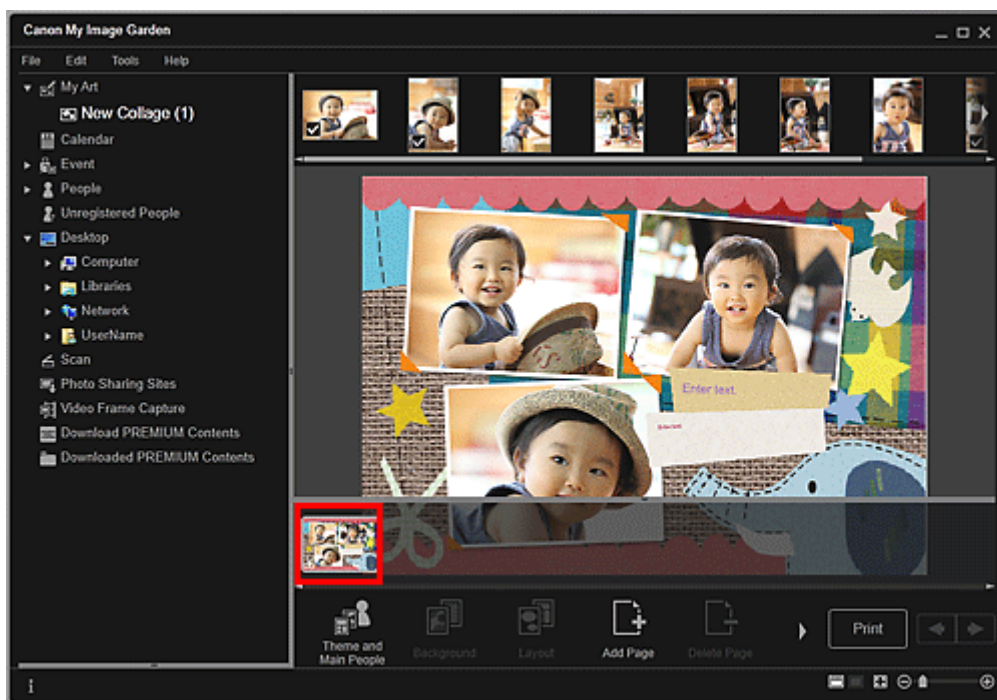 Canon My Image Garden
File Edit Tools Help
My Art
New Collage (1)
Calendar
Event
People
Unregistered People
Desktop
Computer
Libraries
Network
UserName
Scan
Photo Sharing Sites
Video Frame Capture
Download PREMIUM Contents
Downloaded PREMIUM Contents
Enter text.
Enter text.
Theme and
Main People
Background
Layout
Add Page
Delete Page
Print